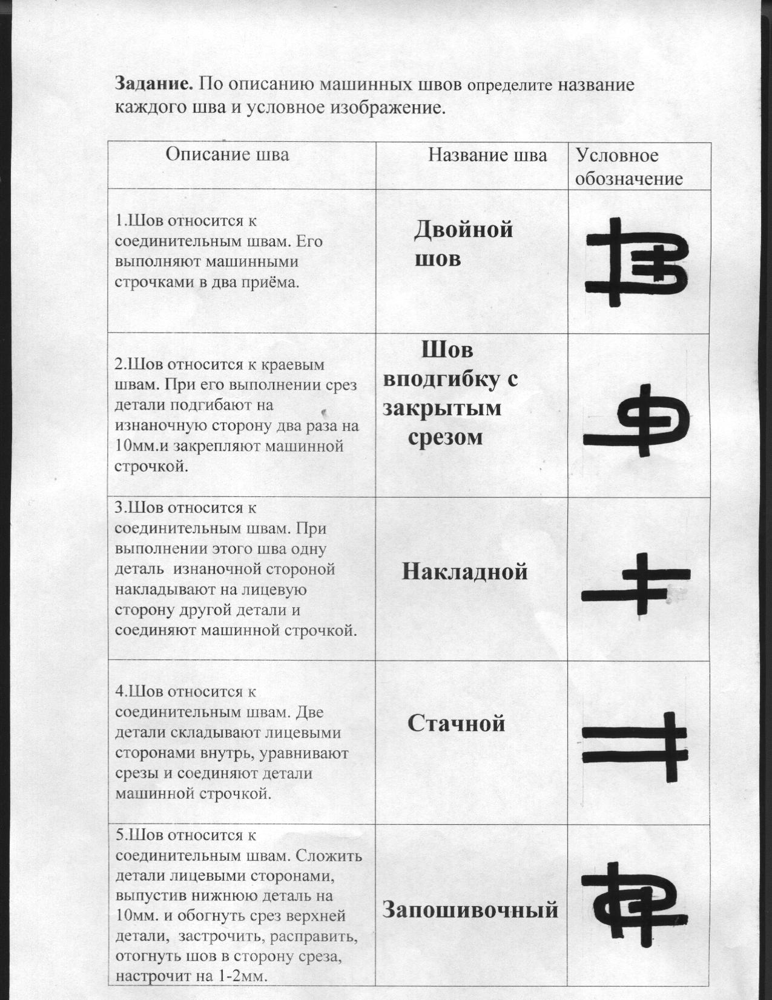 Задание. По описанию машинных швов определите название
каждого шва и условное изображение.
Описание шва
Название шва
Условное
обозначение
1.Шов относится к
соединительным швам. Его
выполняют машинными
строчками в два приёма.
Двойной
шов
2.Шов относится к краевым
швам. При его выполнении срез
детали подгибают на
изнаночную сторону два раза на
10мм.и закрепляют машинной
строчкой.
Шов
вподгибку с
закрытым
срезом
3.Шов относится к
соединительным швам. При
выполнении этого шва одну
деталь изнаночной стороной
накладывают на лицевую
сторону другой детали и
соединяют машинной строчкой.
Накладной
4.Шов относится к
соединительным швам. Две
детали складывают лицевыми
сторонами внутрь, уравнивают
срезы и соединяют детали
машинной строчкой.
Стачной
5.Шов относится к
соединительным швам. Сложить
детали лицевыми сторонами,
выпустив нижнюю деталь на
10мм. и обогнуть срез верхней
детали, застрочить, расправить,
отогнуть шов в сторону среза,
настрочит на 1-2мм.
Запошивочный